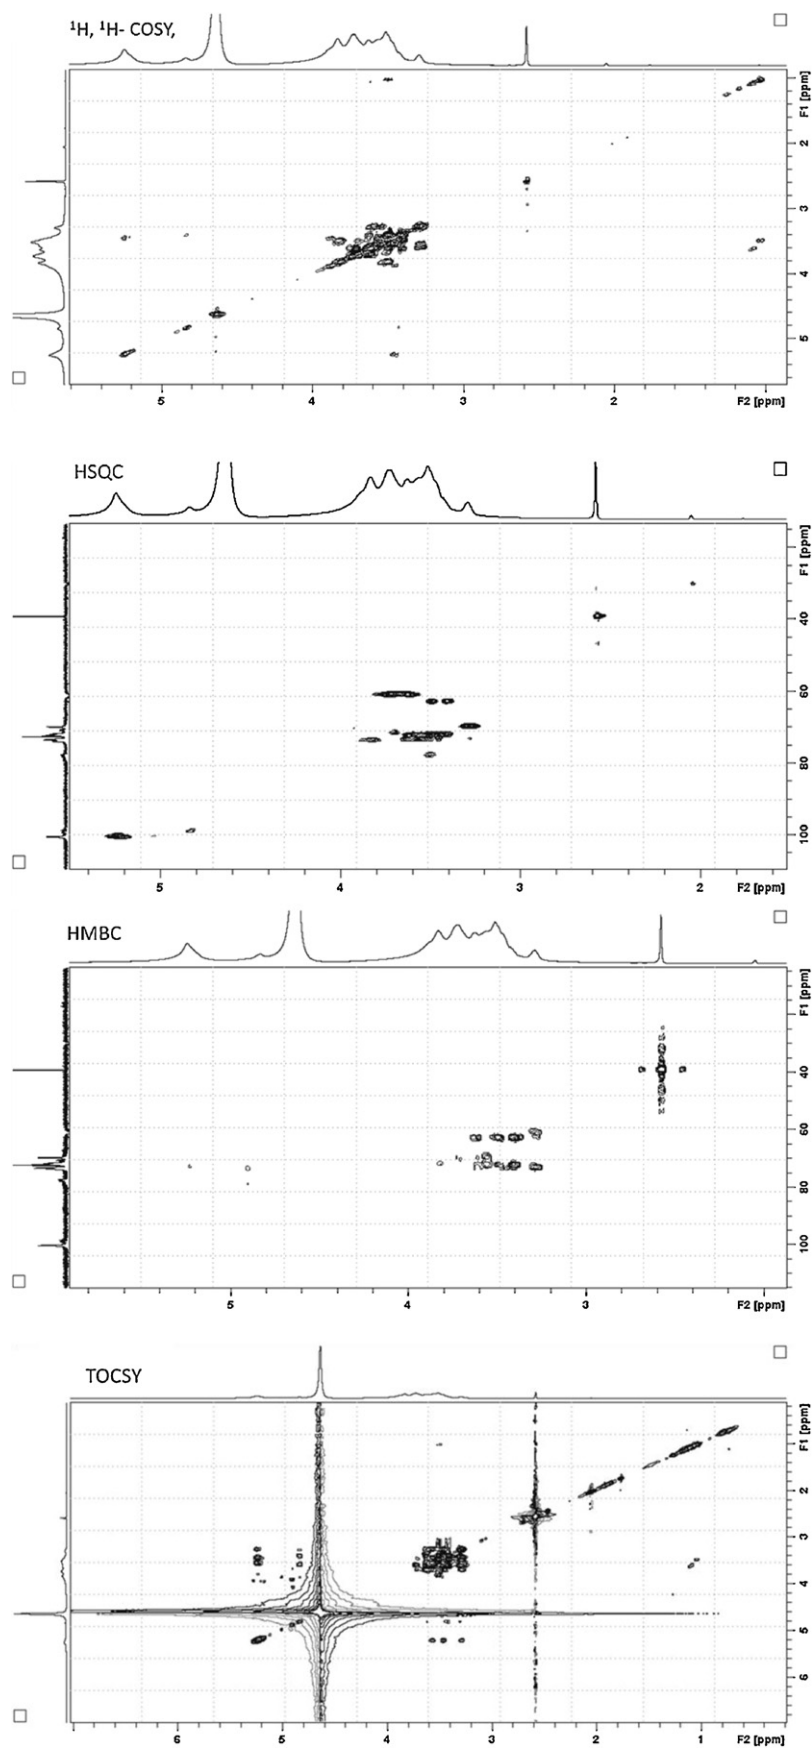 ¹H, ¹H- COSY,
F1 [ppm]
2
3
4
5
5 4 3 2 F2 [ppm]
HSQC
F1 [ppm]
40
60
80
100
5 4 3 2 F2 [ppm]
HMBC
F1 [ppm]
40
60
80
100
5 4 3 F2 [ppm]
TOCSY
F1 [ppm]
1
2
3
4
5
6
6 5 4 3 2 1 F2 [ppm]